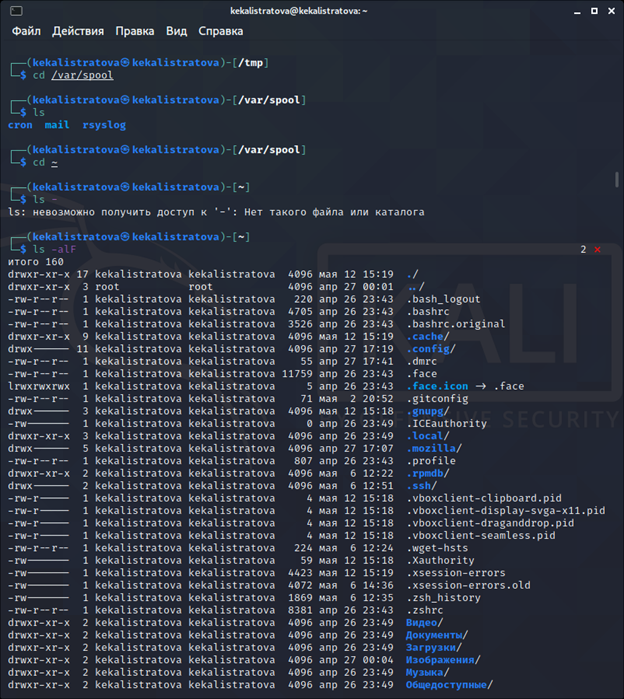 kekalistratova@kekalistratova: ~
Файл Действия Правка Вид Справка
┌──(kekalistratova㉿kekalistratova)-[/tmp]
└─$ cd /var/spool
┌──(kekalistratova㉿kekalistratova)-[/var/spool]
└─$ ls
cron mail rsyslog
┌──(kekalistratova㉿kekalistratova)-[/var/spool]
└─$ cd ~
┌──(kekalistratova㉿kekalistratova)-[~]
└─$ ls -
ls: невозможно получить доступ к '-': Нет такого файла или каталога
┌──(kekalistratova㉿kekalistratova)-[~]
└─$ ls -alF 2 ⨯
итого 160
drwxr-xr-x 17 kekalistratova kekalistratova 4096 мая 12 15:19 ./
drwxr-xr-x 3 root root 4096 апр 27 00:01 ../
-rw-r--r-- 1 kekalistratova kekalistratova 220 апр 26 23:43 .bash_logout
-rw-r--r-- 1 kekalistratova kekalistratova 4705 апр 26 23:43 .bashrc
-rw-r--r-- 1 kekalistratova kekalistratova 3526 апр 26 23:43 .bashrc.original
drwxr-xr-x 9 kekalistratova kekalistratova 4096 мая 12 15:19 .cache/
drwx------ 11 kekalistratova kekalistratova 4096 апр 27 17:19 .config/
-rw-r--r-- 1 kekalistratova kekalistratova 55 апр 27 17:41 .dmrc
-rw-r--r-- 1 kekalistratova kekalistratova 11759 апр 26 23:43 .face
lrwxrwxrwx 1 kekalistratova kekalistratova 5 апр 26 23:43 .face.icon -> .face
-rw-r--r-- 1 kekalistratova kekalistratova 71 мая 2 20:52 .gitconfig
drwx------ 3 kekalistratova kekalistratova 4096 мая 12 15:18 .gnupg/
-rw------- 1 kekalistratova kekalistratova 0 апр 26 23:49 .ICEauthority
drwxr-xr-x 3 kekalistratova kekalistratova 4096 апр 26 23:49 .local/
drwx------ 5 kekalistratova kekalistratova 4096 апр 27 17:07 .mozilla/
-rw-r--r-- 1 kekalistratova kekalistratova 807 апр 26 23:43 .profile
drwxr-xr-x 2 kekalistratova kekalistratova 4096 мая 6 12:22 .rpmdb/
drwx------ 2 kekalistratova kekalistratova 4096 мая 6 12:51 .ssh/
-rw-r----- 1 kekalistratova kekalistratova 4 мая 12 15:18 .vboxclient-clipboard.pid
-rw-r----- 1 kekalistratova kekalistratova 4 мая 12 15:18 .vboxclient-display-svga-x11.pid
-rw-r----- 1 kekalistratova kekalistratova 4 мая 12 15:18 .vboxclient-draganddrop.pid
-rw-r----- 1 kekalistratova kekalistratova 4 мая 12 15:18 .vboxclient-seamless.pid
-rw-r--r-- 1 kekalistratova kekalistratova 224 мая 6 12:24 .wget-hsts
-rw------- 1 kekalistratova kekalistratova 59 мая 12 15:18 .Xauthority
-rw------- 1 kekalistratova kekalistratova 4423 мая 12 15:19 .xsession-errors
-rw------- 1 kekalistratova kekalistratova 4072 мая 6 14:36 .xsession-errors.old
-rw------- 1 kekalistratova kekalistratova 1869 мая 6 12:35 .zsh_history
-rw-r--r-- 1 kekalistratova kekalistratova 8381 апр 26 23:43 .zshrc
drwxr-xr-x 2 kekalistratova kekalistratova 4096 апр 26 23:49 Видео/
drwxr-xr-x 2 kekalistratova kekalistratova 4096 апр 26 23:49 Документы/
drwxr-xr-x 2 kekalistratova kekalistratova 4096 апр 26 23:49 Загрузки/
drwxr-xr-x 2 kekalistratova kekalistratova 4096 апр 27 00:04 Изображения/
drwxr-xr-x 2 kekalistratova kekalistratova 4096 апр 26 23:49 Музыка/
drwxr-xr-x 2 kekalistratova kekalistratova 4096 апр 26 23:49 Общедоступные/
KALI
SECURITY